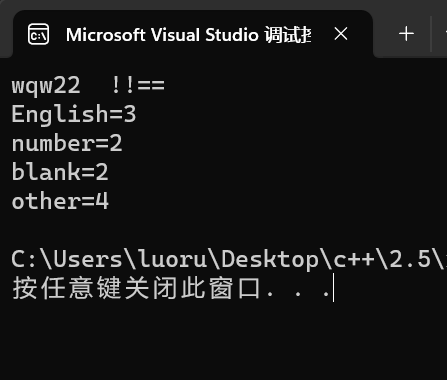 Microsoft Visual Studio 调试控
wqw22  !!==
English=3
number=2
blank=2
other=4
C:\Users\luoru\Desktop\c++\2.5\
按任意键关闭此窗口. . .